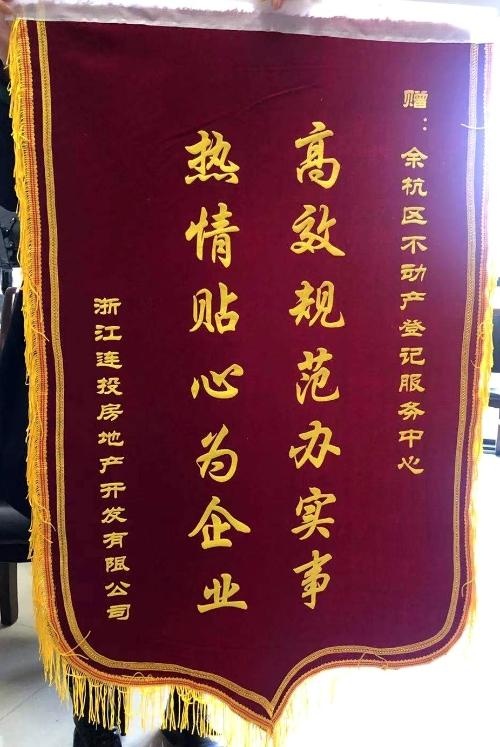 赠：余杭区不动产登记服务中心
高效规范办实事
热情贴心为企业
浙江连投房地产开发有限公司